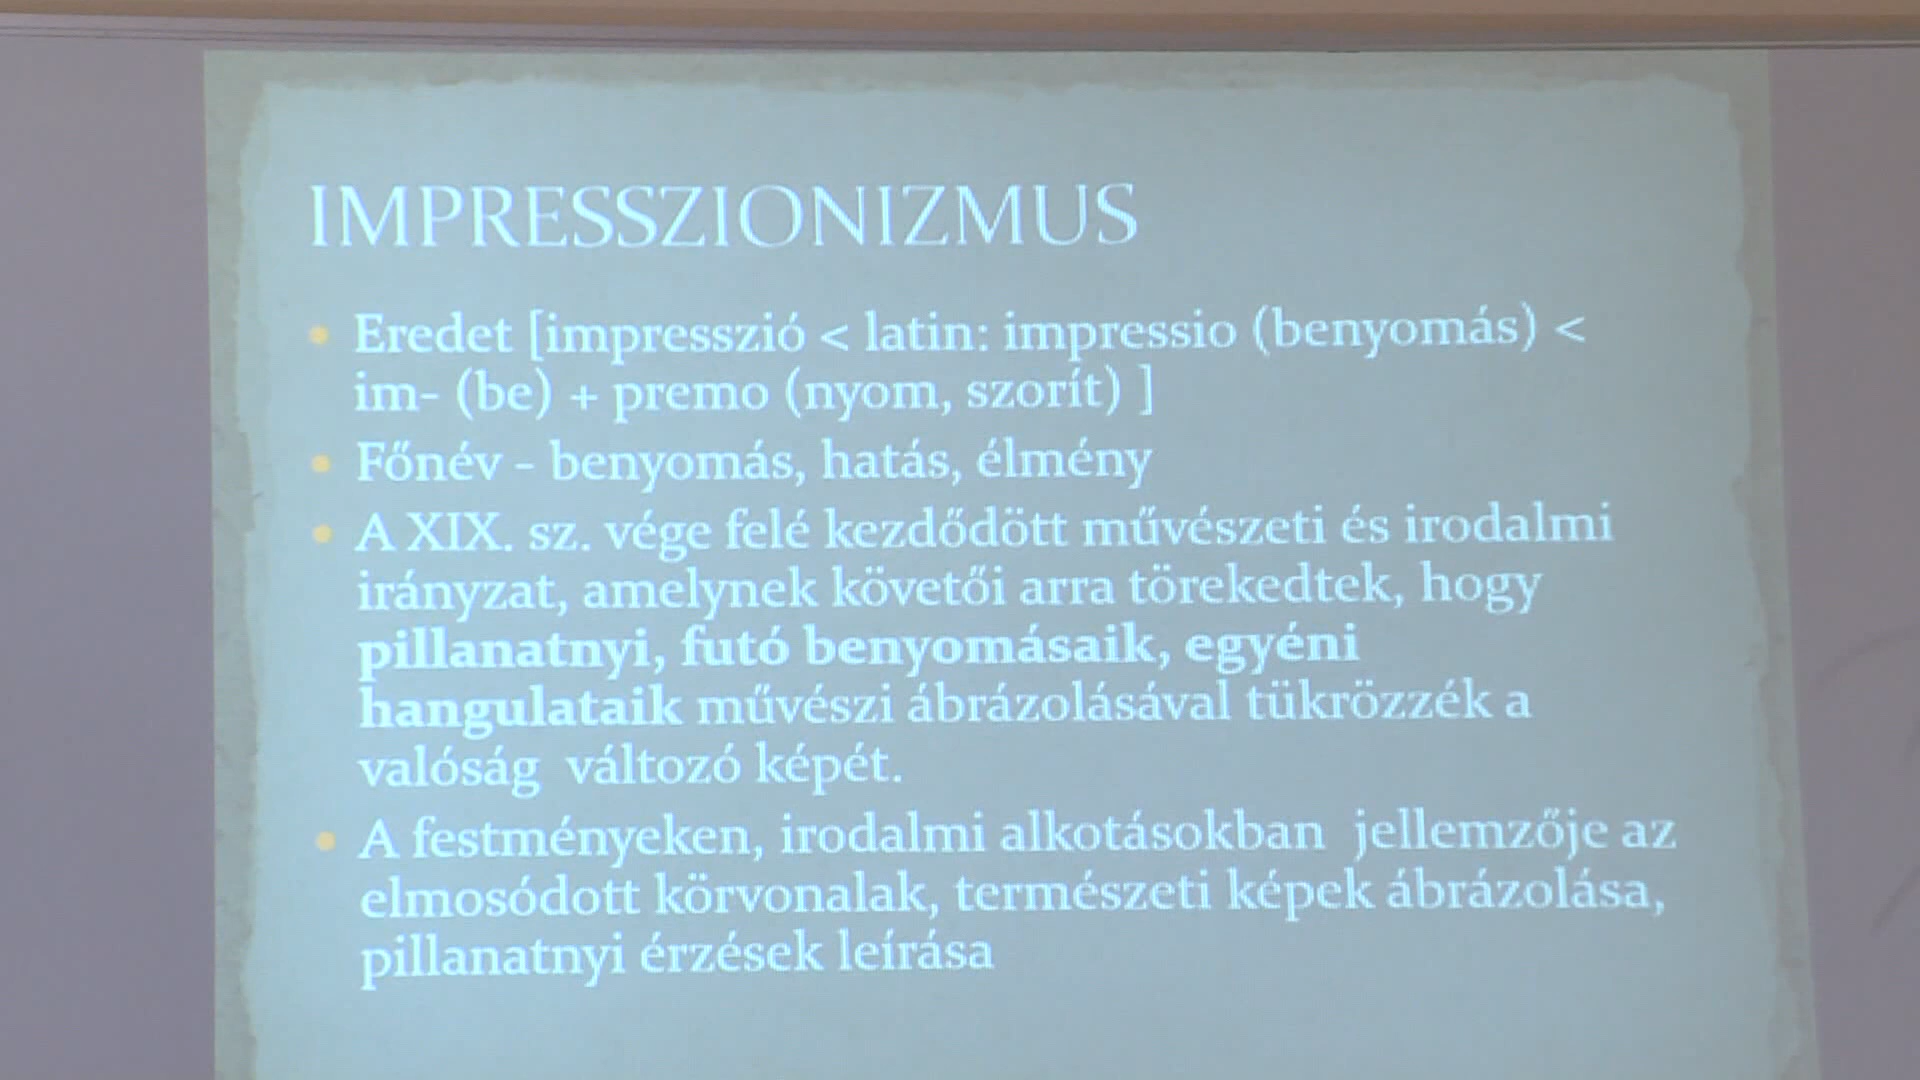 IMPRESSZIONIZMUS
• Eredet [impresszió < latin: impressio (benyomás) <
im- (be) + premo (nyom, szorít) ]
• Főnév - benyomás, hatás, élmény
• A XIX. sz. vége felé kezdődött művészeti és irodalmi
irányzat, amelynek követői arra törekedtek, hogy
pillanatnyi, futó benyomásaik, egyéni
hangulataik művészi ábrázolásával tükrözzék a
valóság változó képét.
• A festményeken, irodalmi alkotásokban jellemzője az
elmosódott körvonalak, természeti képek ábrázolása,
pillanatnyi érzések leírása